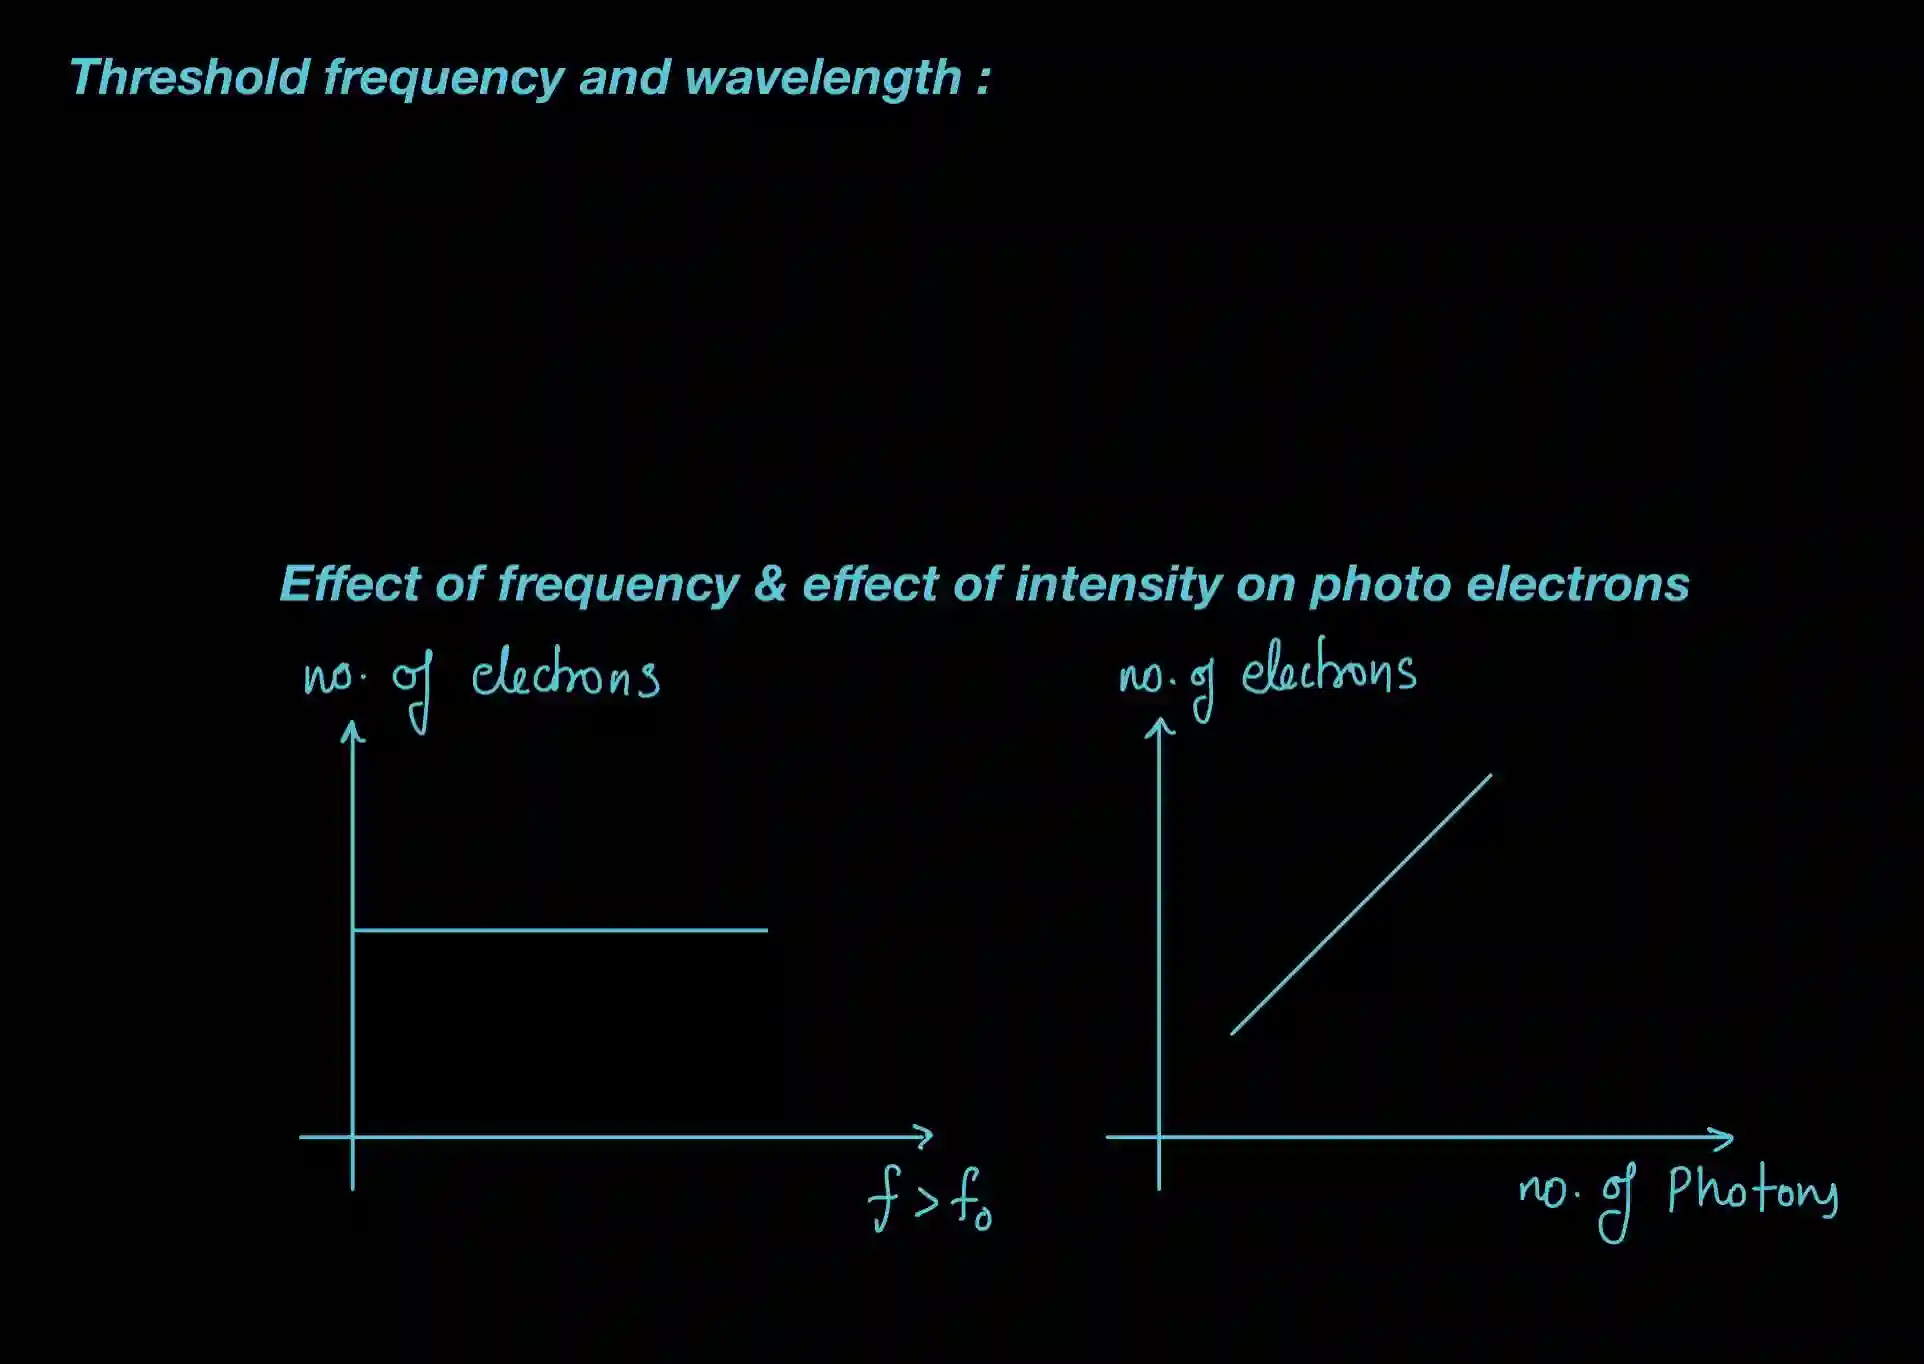 Threshold frequency and wavelength :
Effect of frequency & effect of intensity on photo electrons
no. of electrons
no. of electrons
f > f₀
no. of Photons